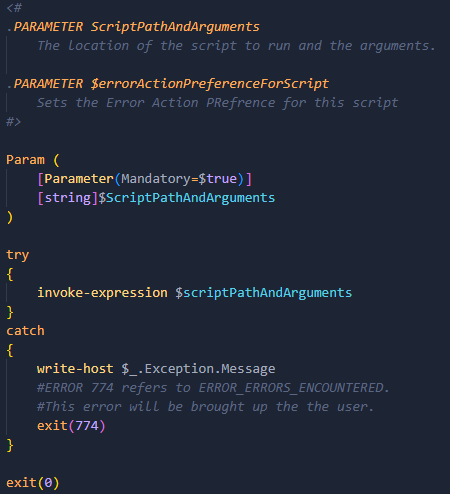 <#
.PARAMETER ScriptPathAndArguments
    The location of the script to run and the arguments.

.PARAMETER $errorActionPreferenceForScript
    Sets the Error Action PRefrence for this script
#>

Param (
    [Parameter(Mandatory=$true)]
    [string]$ScriptPathAndArguments
)

try
{
    invoke-expression $scriptPathAndArguments
}
catch
{
    write-host $_.Exception.Message
    #ERROR 774 refers to ERROR_ERRORS_ENCOUNTERED.
    #This error will be brought up the the user.
    exit(774)
}

exit(0)